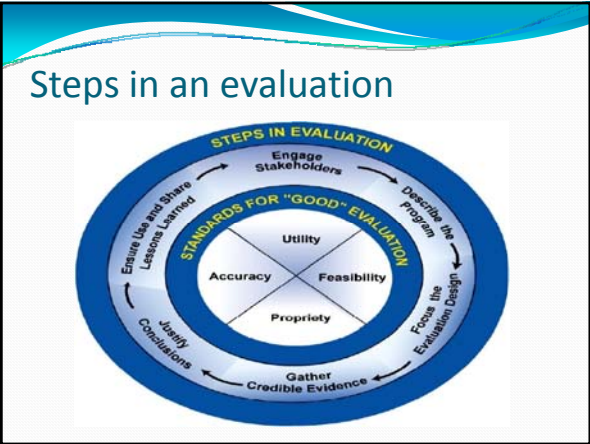 Steps in an evaluation
STEPS IN EVALUATION
Engage
Stakeholders
Describe the
Program
Focus the
Evaluation Design
Gather
Credible Evidence
Justify
Conclusions
Ensure Use and Share
Lessons Learned
STANDARDS FOR "GOOD" EVALUATION
Utility
Accuracy
Feasibility
Propriety